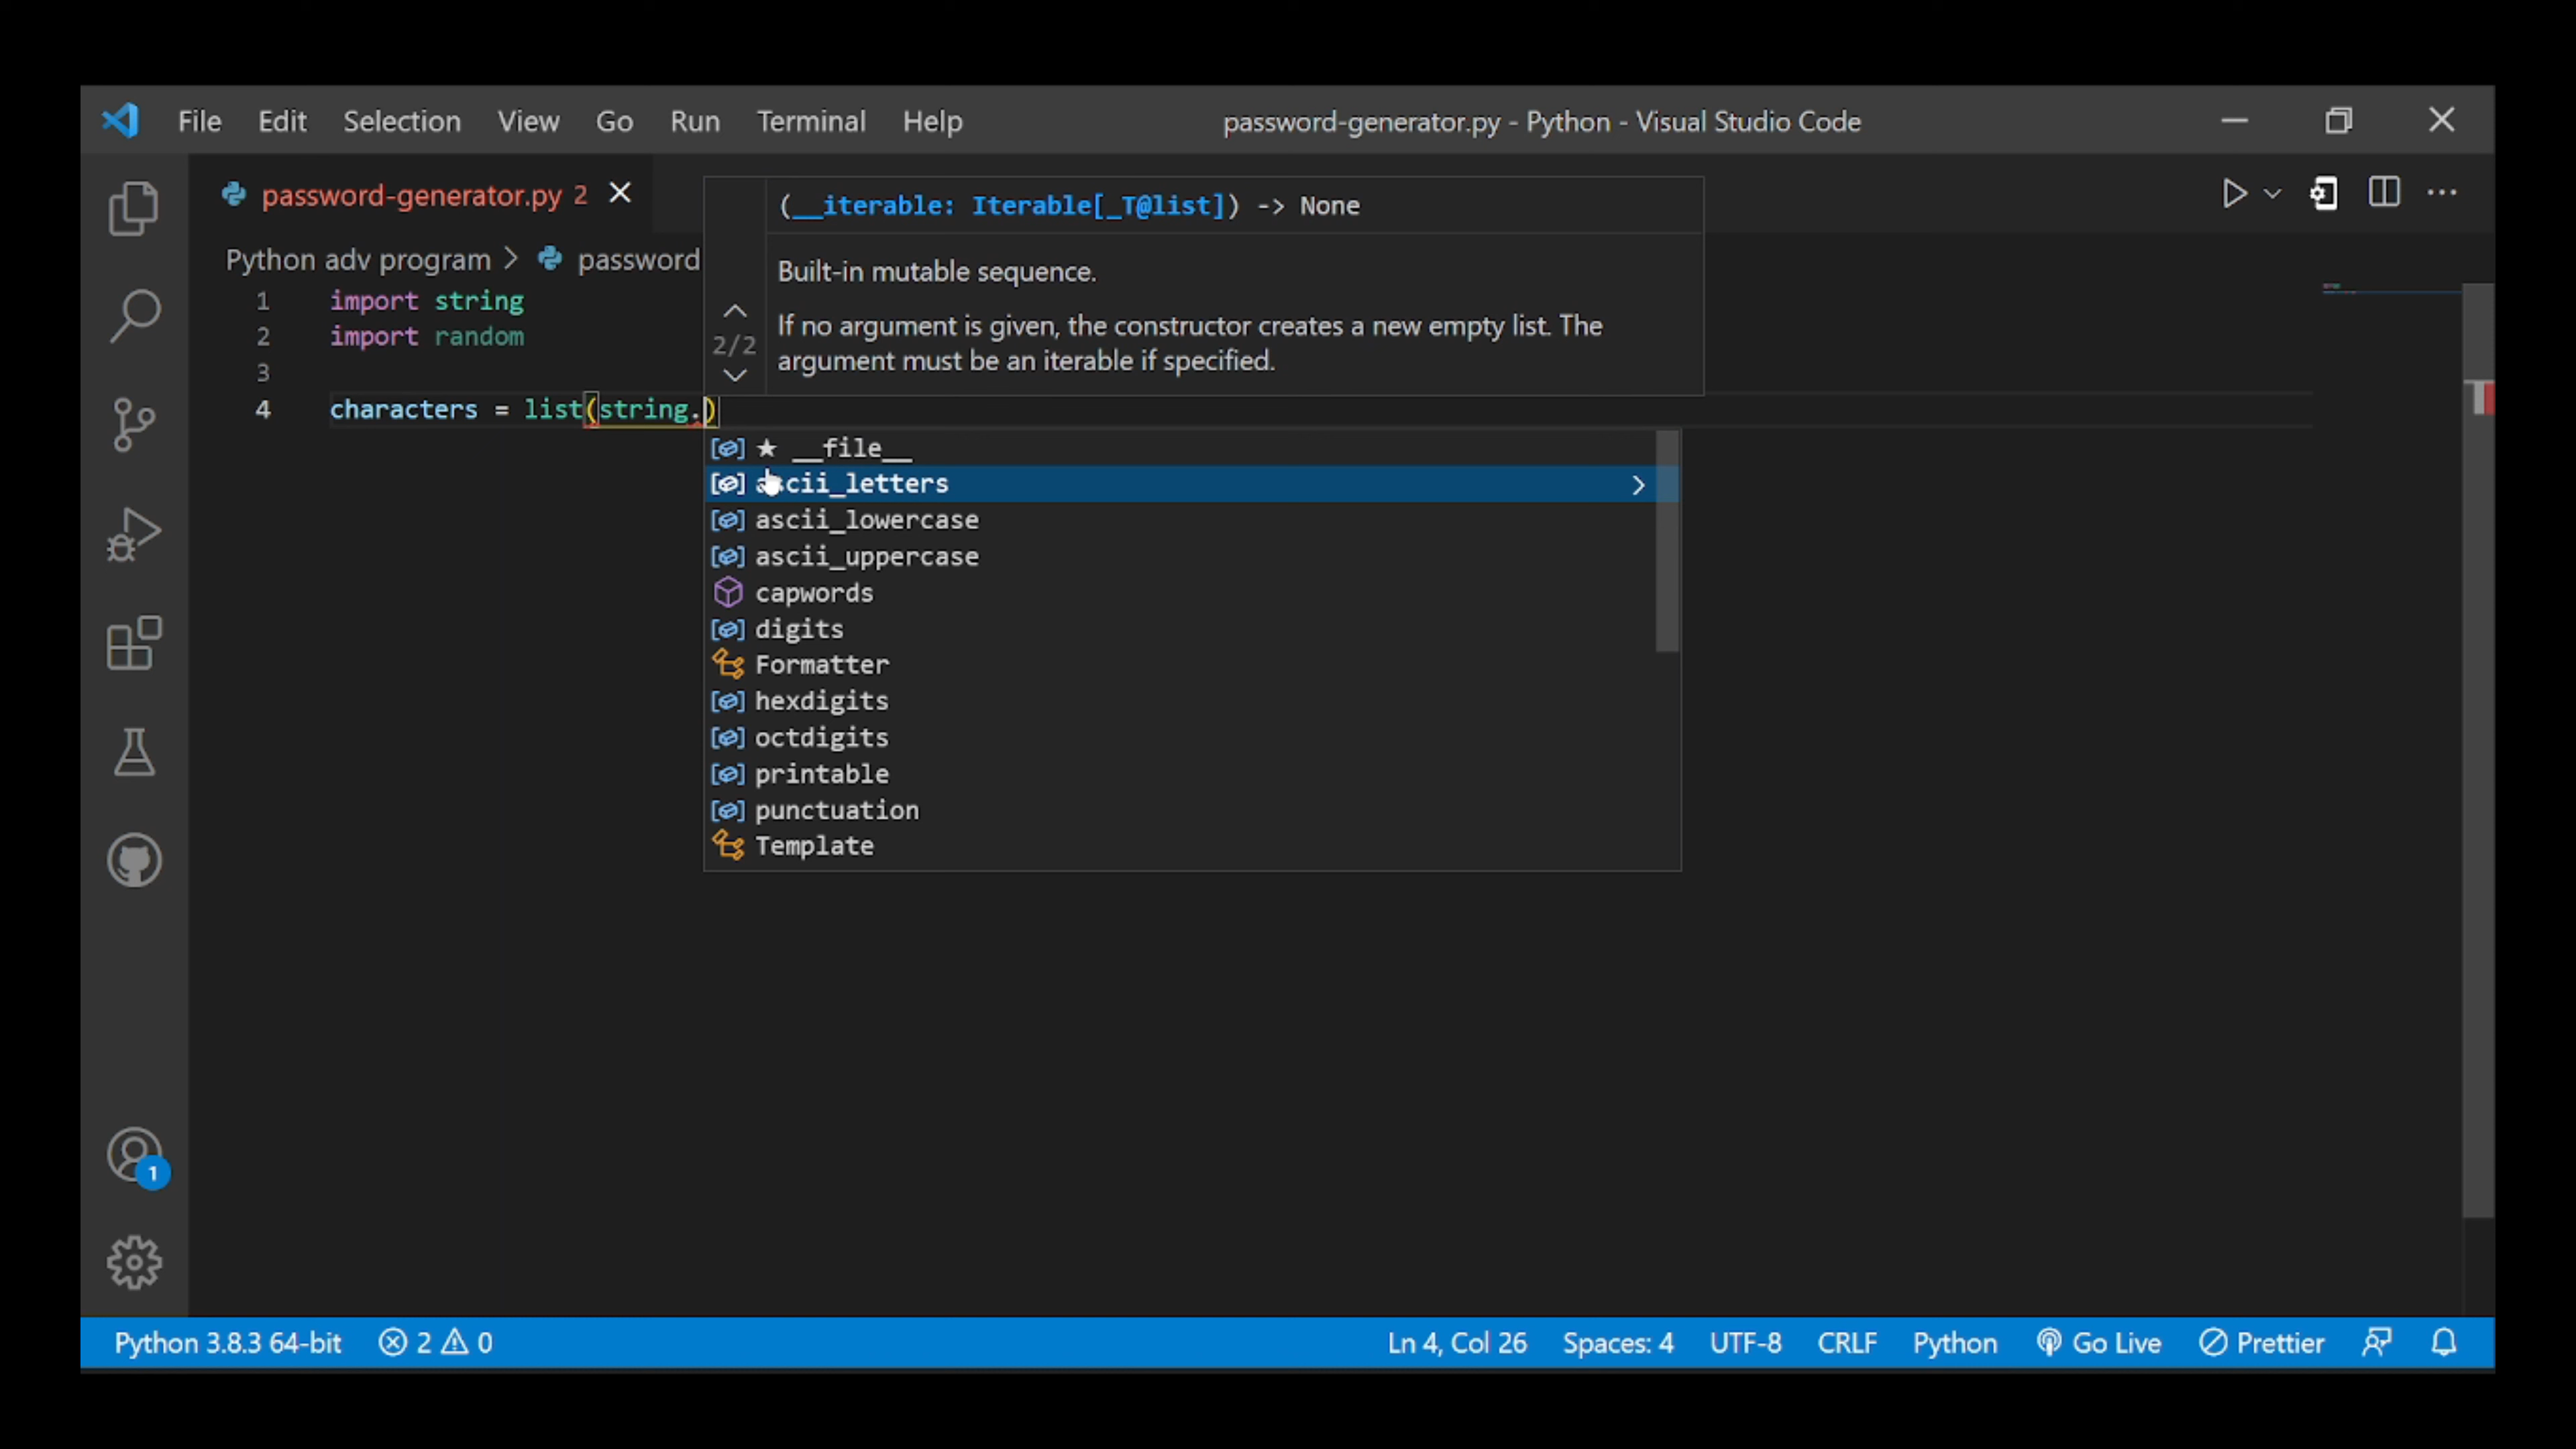 File Edit Selection View Go Run Terminal Help password-generator.py - Python - Visual Studio Code
password-generator.py 2
(__iterable: Iterable[_T@list]) -> None
Built-in mutable sequence.
If no argument is given, the constructor creates a new empty list. The
argument must be an iterable if specified.
2/2
Python adv program > password
1 import string
2 import random
3
4 characters = list(string.)
★ __file__
ascii_letters
ascii_lowercase
ascii_uppercase
capwords
digits
Formatter
hexdigits
octdigits
printable
punctuation
Template
1
Python 3.8.3 64-bit 2 0 Ln 4, Col 26 Spaces: 4 UTF-8 CRLF Python Go Live Prettier